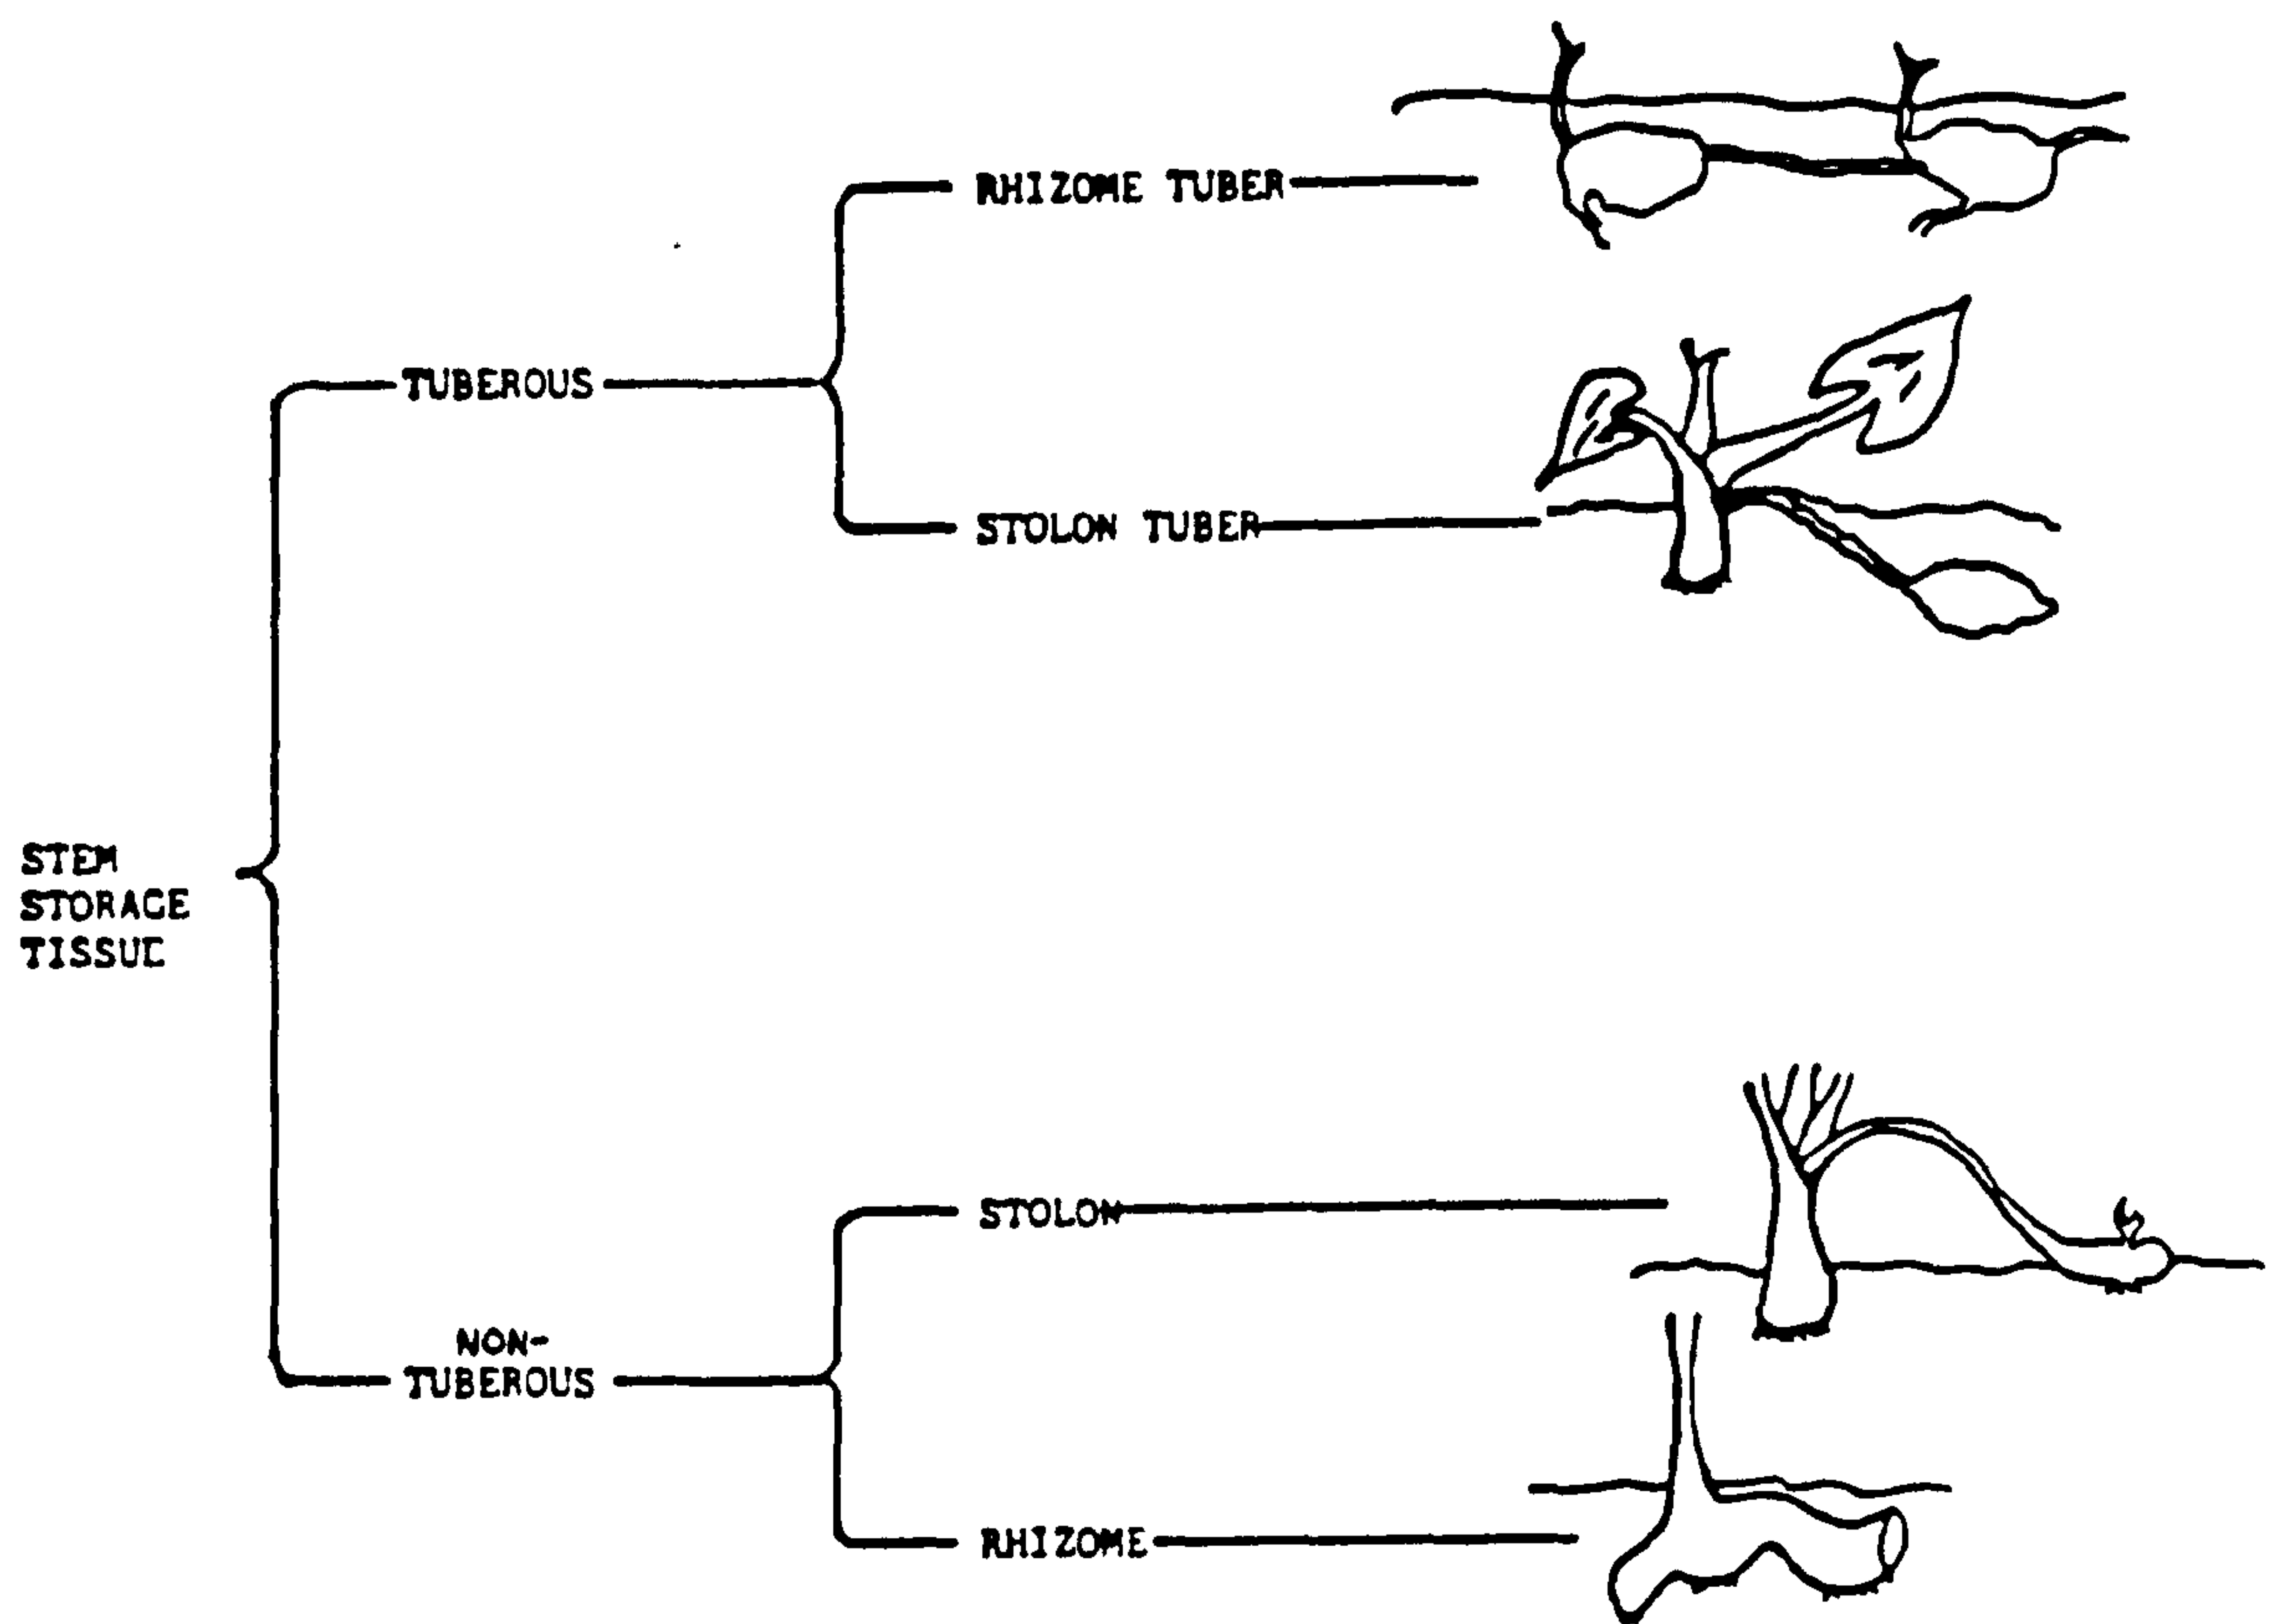 RHIZOME TUBER
TUBEROUS
STOLON TUBER
STEM
STORAGE
TISSUE
STOLON
NON-
TUBEROUS
RHIZOME